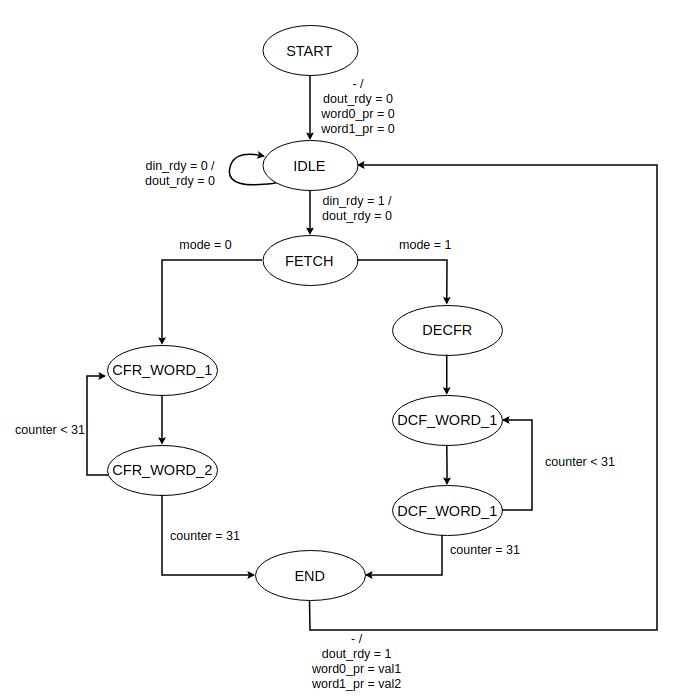 START
- /
dout_rdy = 0
word0_pr = 0
word1_pr = 0
din_rdy = 0 /
dout_rdy = 0
IDLE
din_rdy = 1 /
dout_rdy = 0
mode = 0
FETCH
mode = 1
DECFR
CFR_WORD_1
DCF_WORD_1
counter < 31
counter < 31
CFR_WORD_2
DCF_WORD_1
counter = 31
counter = 31
END
- /
dout_rdy = 1
word0_pr = val1
word1_pr = val2